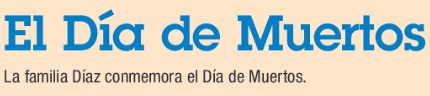 El Día de Muertos
La familia Díaz conmemora el Día de Muertos.